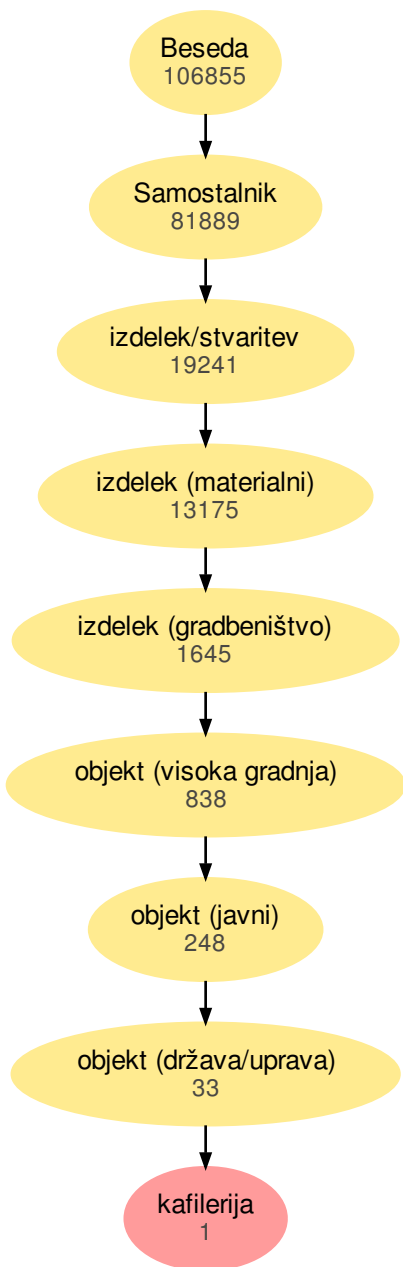 Beseda
106855
Samostalnik
81889
izdelek/stvaritev
19241
izdelek (materialni)
13175
izdelek (gradbeništvo)
1645
objekt (visoka gradnja)
838
objekt (javni)
248
objekt (država/uprava)
33
kafilerija
1